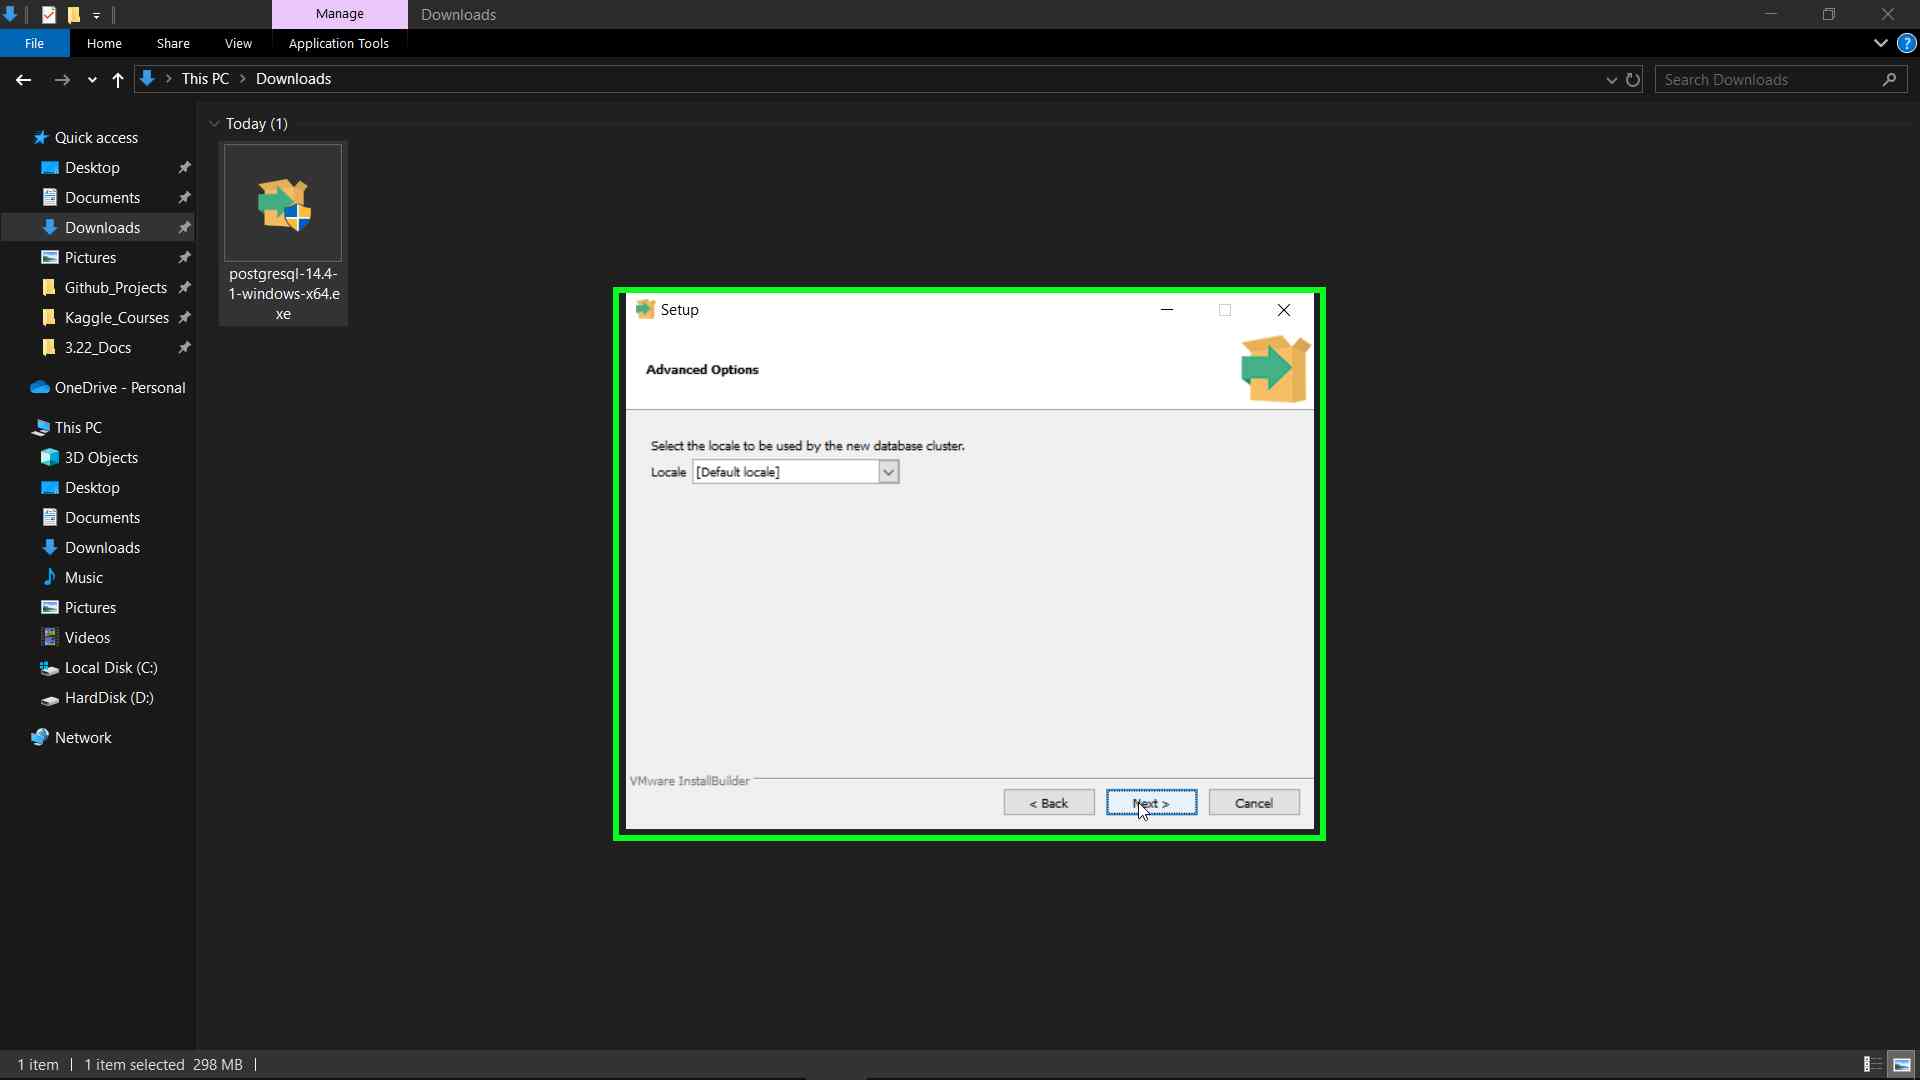 Manage
Downloads
File
Home
Share
View
Application Tools
?
This PC
Downloads
Search Downloads
Quick access
Desktop
Documents
Downloads
Pictures
Github_Projects
Kaggle_Courses
3.22_Docs
OneDrive - Personal
This PC
3D Objects
Desktop
Documents
Downloads
Music
Pictures
Videos
Local Disk (C:)
HardDisk (D:)
Network
Today (1)
postgresql-14.4-
1-windows-x64.e
xe
Setup
Advanced Options
Select the locale to be used by the new database cluster.
Locale [Default locale]
VMware InstallBuilder
< Back
Next >
Cancel
1 item
1 item selected 298 MB